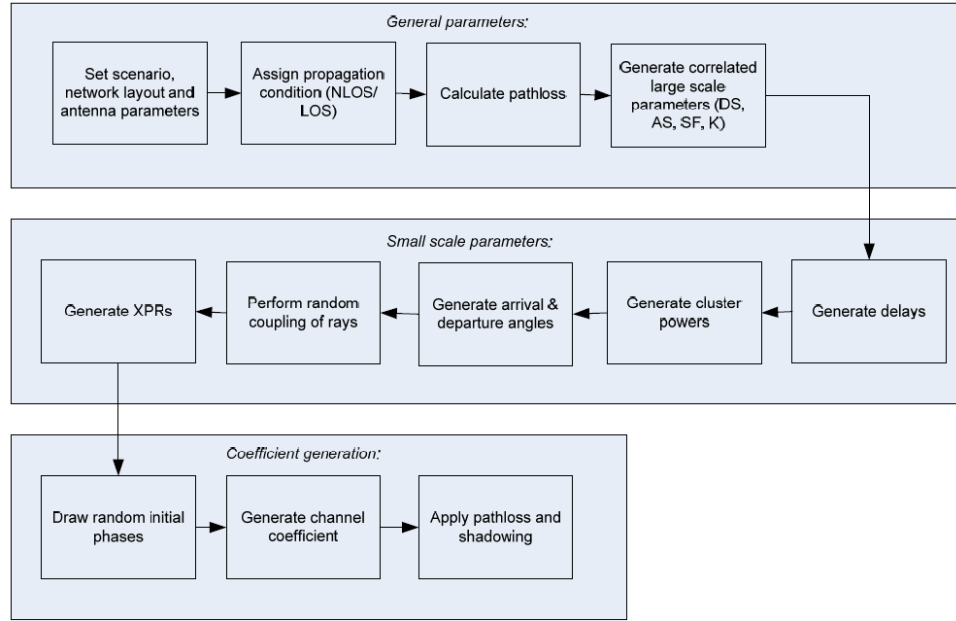 General parameters:
Set scenario,
network layout and
antenna parameters
Assign propagation
condition (NLOS/
LOS)
Calculate pathloss
Generate correlated
large scale
parameters (DS,
AS, SF, K)
Small scale parameters:
Generate XPRs
Perform random
coupling of rays
Generate arrival &
departure angles
Generate cluster
powers
Generate delays
Coefficient generation:
Draw random initial
phases
Generate channel
coefficient
Apply pathloss and
shadowing